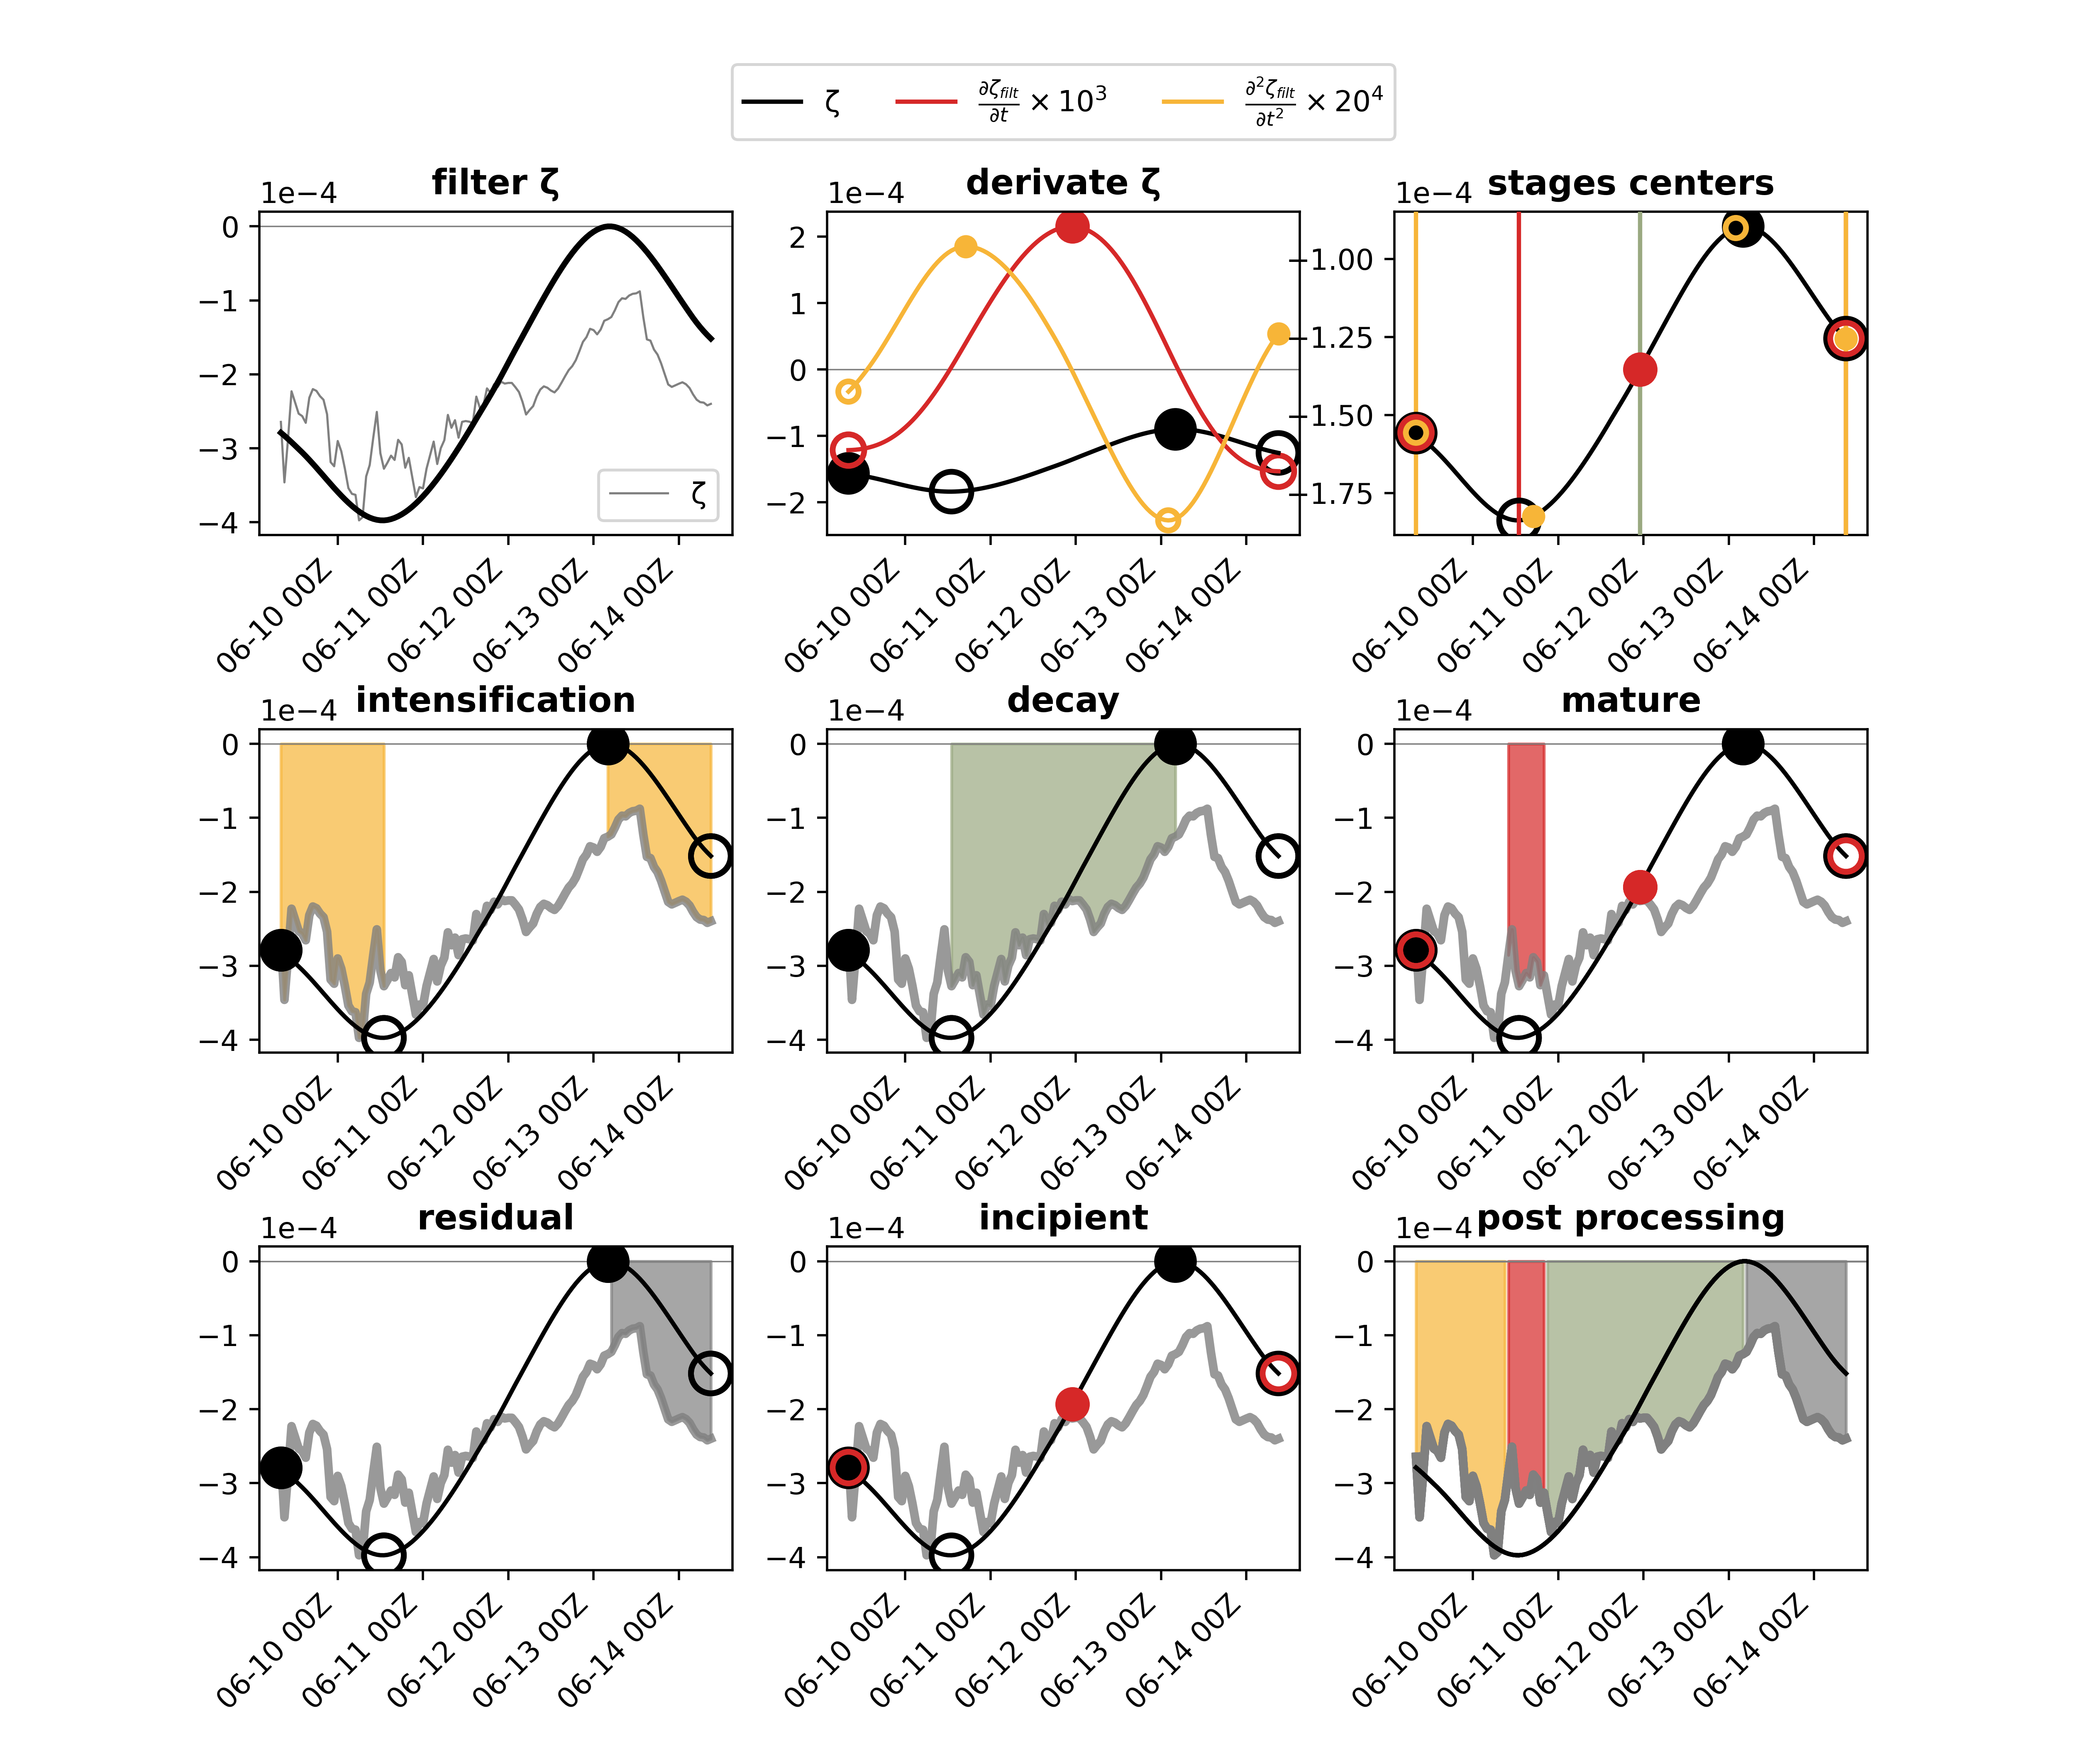 ζ ∂ζ_filt/∂t × 10³ ∂²ζ_filt/∂t² × 20⁴
filter ζ
1e−4
0
−1
−2
−3
−4
ζ
06-10 00Z
06-11 00Z
06-12 00Z
06-13 00Z
06-14 00Z
derivate ζ
1e−4
2
1
0
−1
−2
06-10 00Z
06-11 00Z
06-12 00Z
06-13 00Z
06-14 00Z
stages centers
1e−4
−1.00
−1.25
−1.50
−1.75
06-10 00Z
06-11 00Z
06-12 00Z
06-13 00Z
06-14 00Z
intensification
1e−4
0
−1
−2
−3
−4
06-10 00Z
06-11 00Z
06-12 00Z
06-13 00Z
06-14 00Z
decay
1e−4
0
−1
−2
−3
−4
06-10 00Z
06-11 00Z
06-12 00Z
06-13 00Z
06-14 00Z
mature
1e−4
0
−1
−2
−3
−4
06-10 00Z
06-11 00Z
06-12 00Z
06-13 00Z
06-14 00Z
residual
1e−4
0
−1
−2
−3
−4
06-10 00Z
06-11 00Z
06-12 00Z
06-13 00Z
06-14 00Z
incipient
1e−4
0
−1
−2
−3
−4
06-10 00Z
06-11 00Z
06-12 00Z
06-13 00Z
06-14 00Z
post processing
1e−4
0
−1
−2
−3
−4
06-10 00Z
06-11 00Z
06-12 00Z
06-13 00Z
06-14 00Z